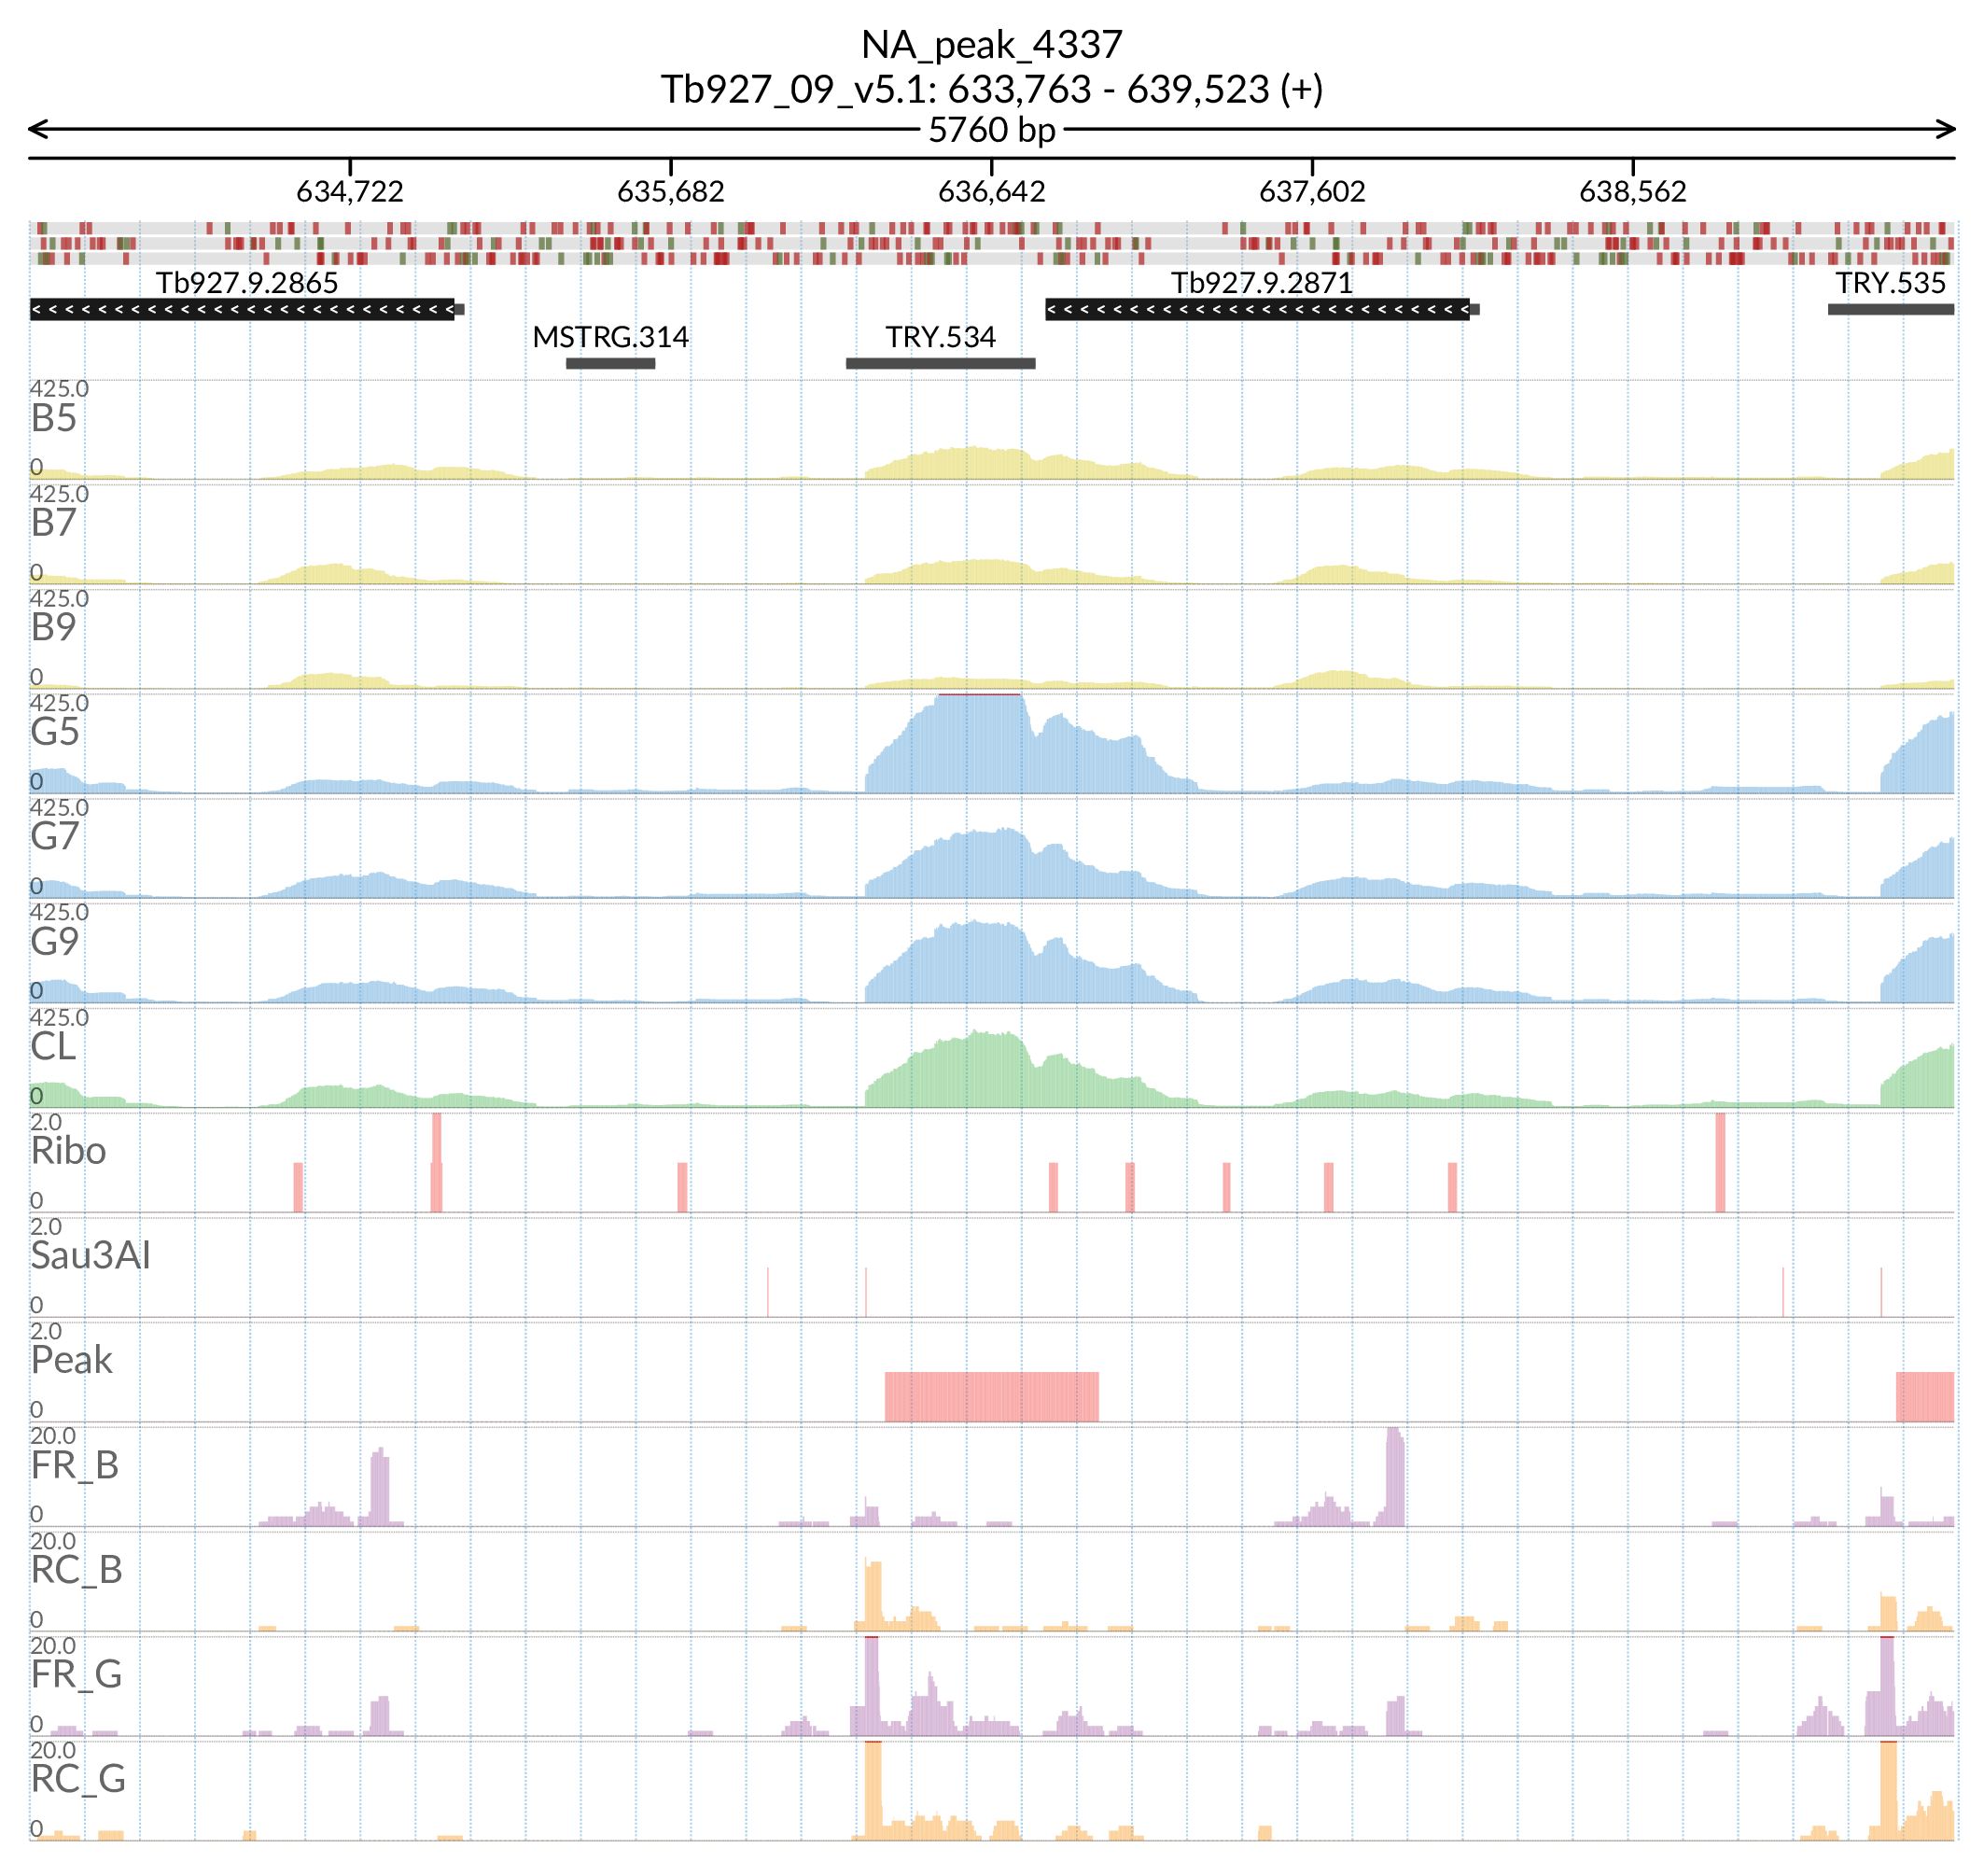 NA_peak_4337
Tb927_09_v5.1: 633,763 - 639,523 (+)
5760 bp
634,722 635,682 636,642 637,602 638,562
Tb927.9.2865 Tb927.9.2871 TRY.535
MSTRG.314 TRY.534
425.0
B5
0
425.0
B7
0
425.0
B9
0
425.0
G5
0
425.0
G7
0
425.0
G9
0
425.0
CL
0
2.0
Ribo
0
2.0
Sau3AI
0
2.0
Peak
0
20.0
FR_B
0
20.0
RC_B
0
20.0
FR_G
0
20.0
RC_G
0